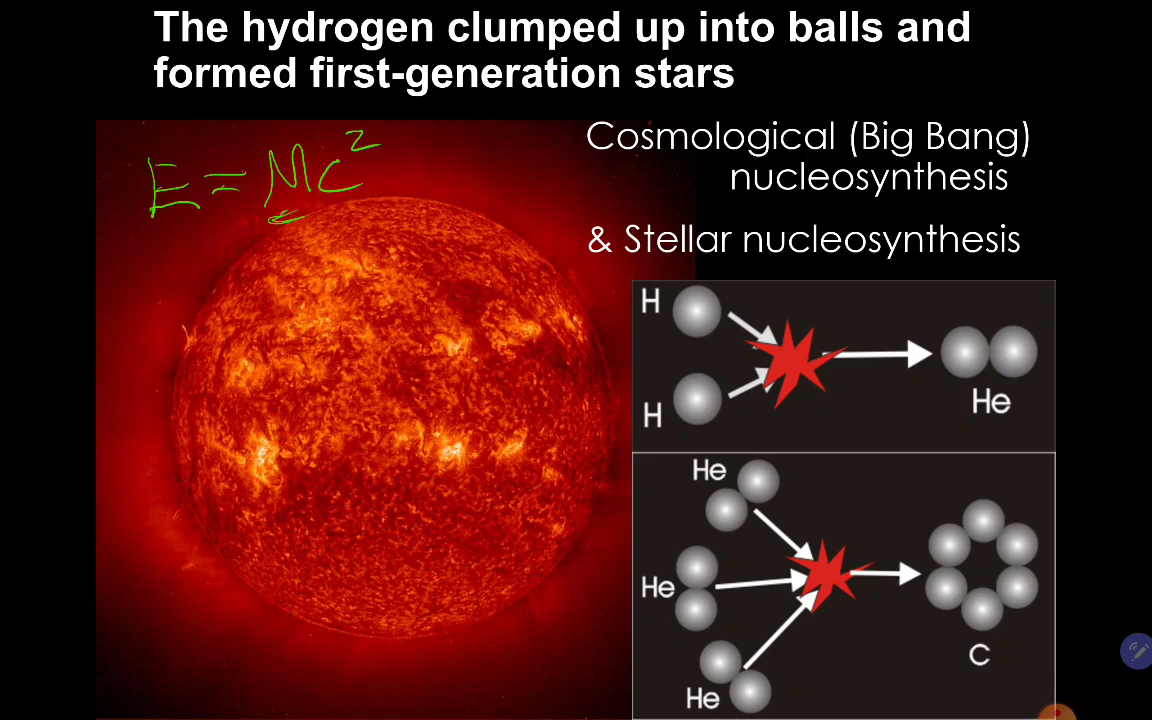 The hydrogen clumped up into balls and
formed first-generation stars
E = Mc²
Cosmological (Big Bang)
nucleosynthesis
& Stellar nucleosynthesis
H
H
He
He
He
He
C